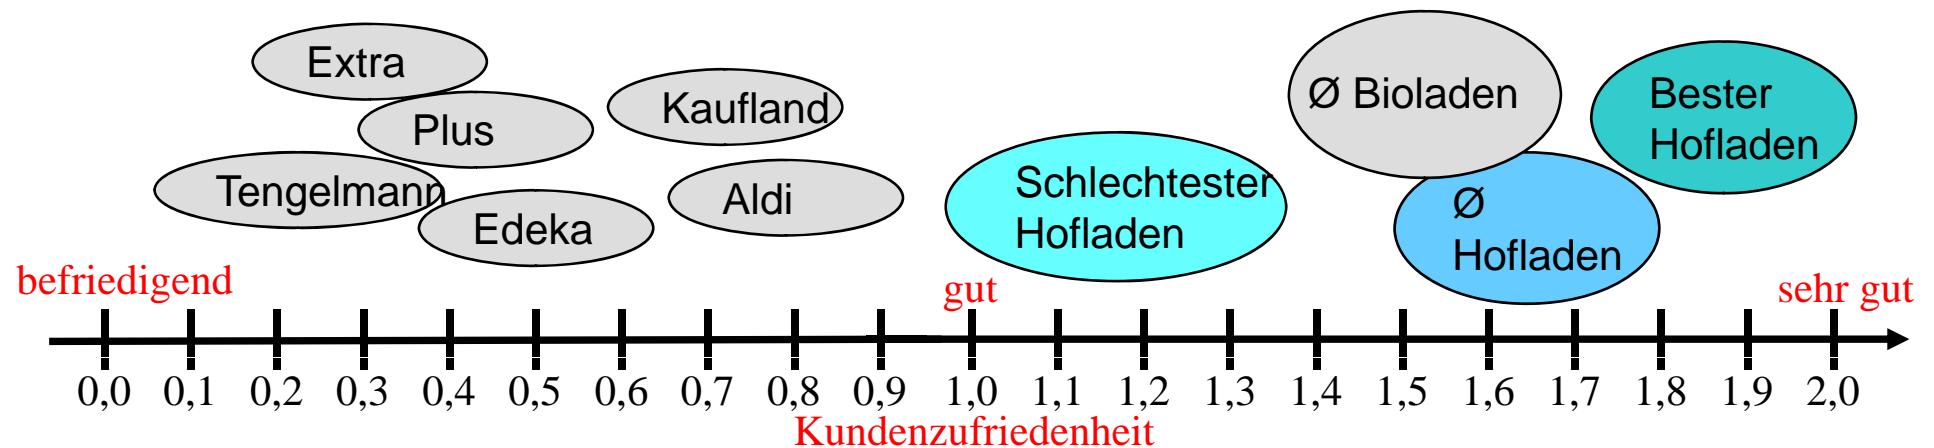 Extra
Plus
Tengelmann
Edeka
Kaufland
Aldi
Schlechtester
Hofladen
Ø Bioladen
Ø
Hofladen
Bester
Hofladen
befriedigend
gut
sehr gut
0,0 0,1 0,2 0,3 0,4 0,5 0,6 0,7 0,8 0,9 1,0 1,1 1,2 1,3 1,4 1,5 1,6 1,7 1,8 1,9 2,0
Kundenzufriedenheit